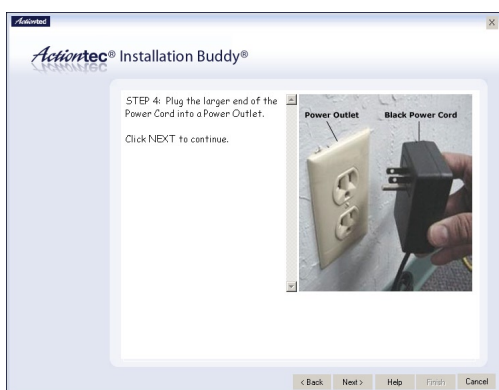 Actiontec
Actiontec® Installation Buddy®
STEP 4: Plug the larger end of the
Power Cord into a Power Outlet.
Click NEXT to continue.
Power Outlet
Black Power Cord
< Back
Next >
Help
Finish
Cancel